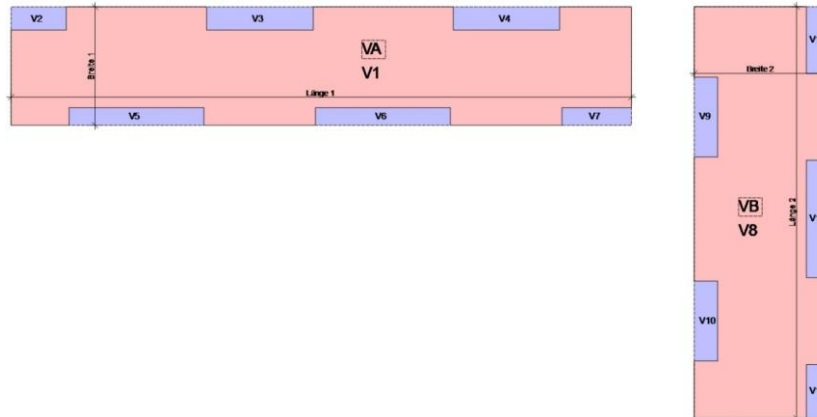 V2
V3
V4
VA
V1
Breite 1
Länge 1
V5
V6
V7
Breite 2
V9
VB
V8
Länge 2
V10